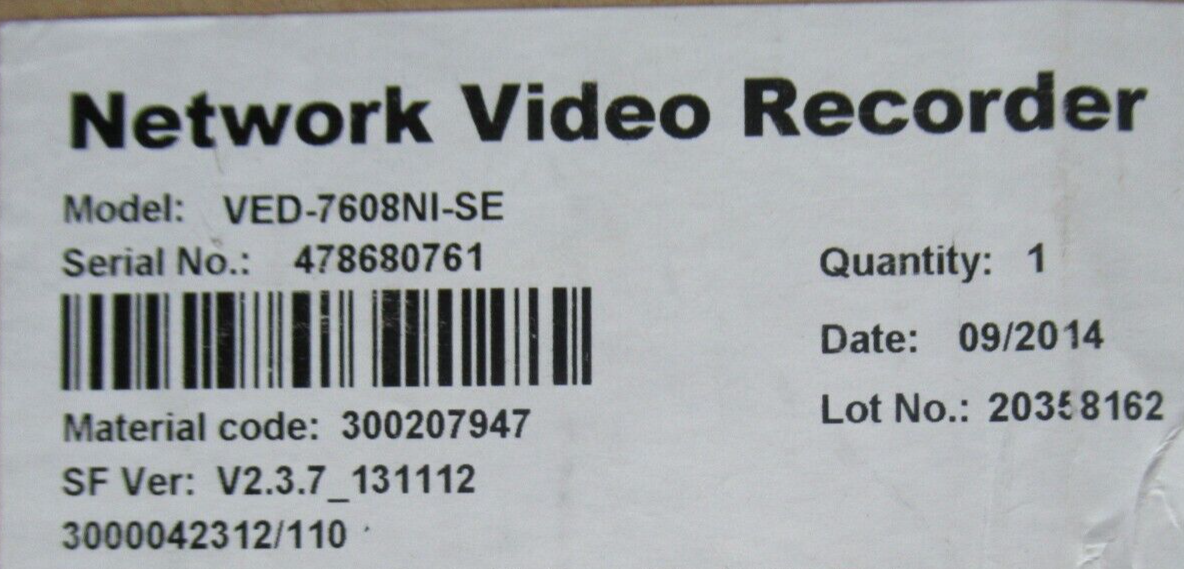 Network Video Recorder
Model: VED-7608NI-SE
Serial No.: 478680761
Quantity: 1
Date: 09/2014
Lot No.: 20358162
Material code: 300207947
SF Ver: V2.3.7_131112
3000042312/110